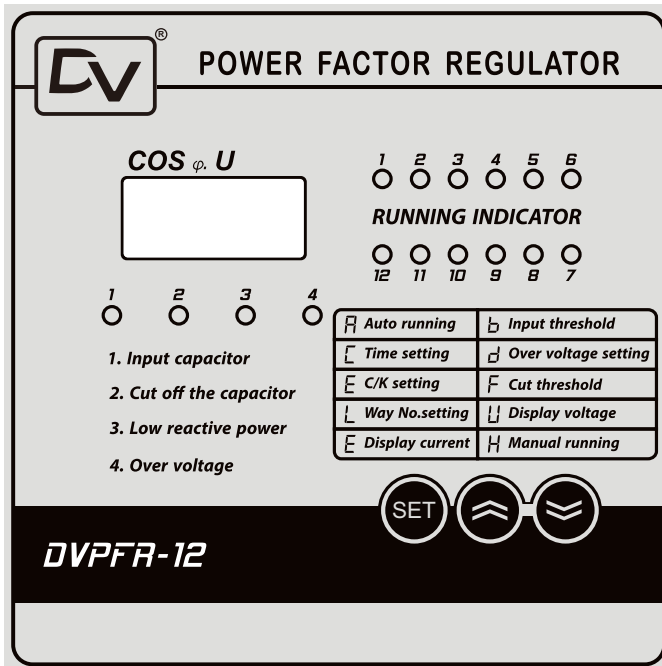 DV ®
POWER FACTOR REGULATOR
COS φ. U
1 2 3 4 5 6
RUNNING INDICATOR
12 11 10 9 8 7
1 2 3 4
1. Input capacitor
2. Cut off the capacitor
3. Low reactive power
4. Over voltage
A Auto running b Input threshold
C Time setting d Over voltage setting
E C/K setting F Cut threshold
L Way No.setting U Display voltage
E Display current H Manual running
SET
DVPFR-12